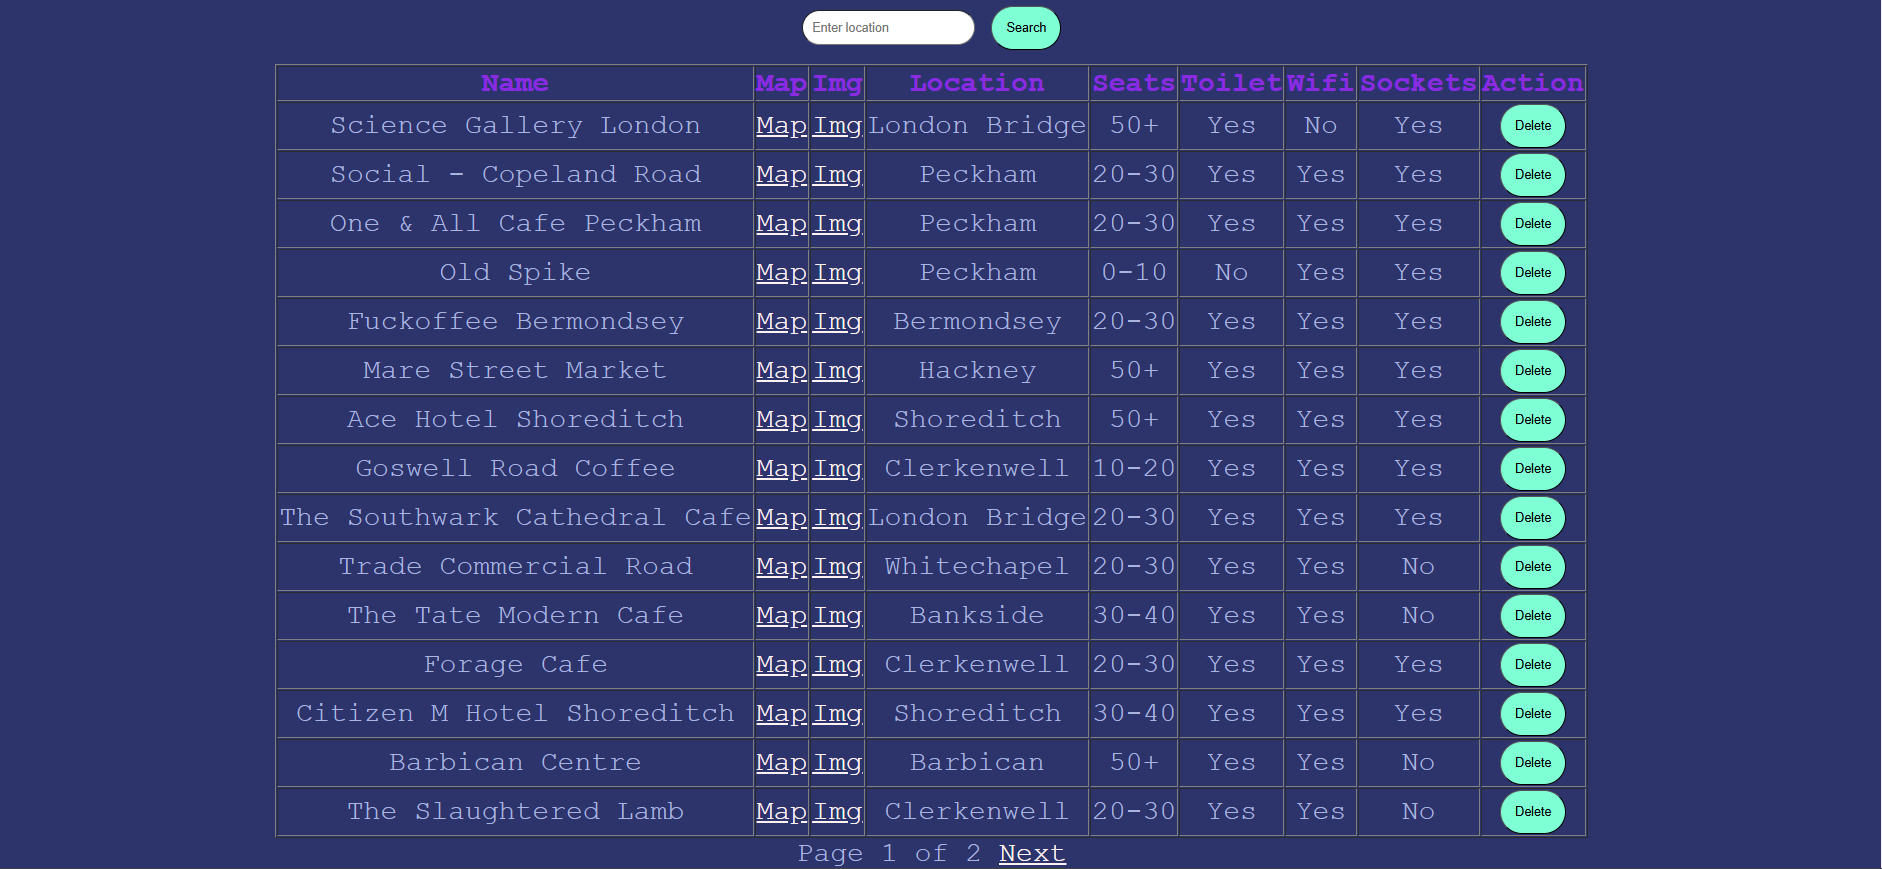 Enter location Search
Name Map Img Location Seats Toilet Wifi Sockets Action
Science Gallery London Map Img London Bridge 50+ Yes No Yes Delete
Social - Copeland Road Map Img Peckham 20-30 Yes Yes Yes Delete
One & All Cafe Peckham Map Img Peckham 20-30 Yes Yes Yes Delete
Old Spike Map Img Peckham 0-10 No Yes Yes Delete
Fuckoffee Bermondsey Map Img Bermondsey 20-30 Yes Yes Yes Delete
Mare Street Market Map Img Hackney 50+ Yes Yes Yes Delete
Ace Hotel Shoreditch Map Img Shoreditch 50+ Yes Yes Yes Delete
Goswell Road Coffee Map Img Clerkenwell 10-20 Yes Yes Yes Delete
The Southwark Cathedral Cafe Map Img London Bridge 20-30 Yes Yes Yes Delete
Trade Commercial Road Map Img Whitechapel 20-30 Yes Yes No Delete
The Tate Modern Cafe Map Img Bankside 30-40 Yes Yes No Delete
Forage Cafe Map Img Clerkenwell 20-30 Yes Yes Yes Delete
Citizen M Hotel Shoreditch Map Img Shoreditch 30-40 Yes Yes Yes Delete
Barbican Centre Map Img Barbican 50+ Yes Yes No Delete
The Slaughtered Lamb Map Img Clerkenwell 20-30 Yes Yes No Delete
Page 1 of 2 Next